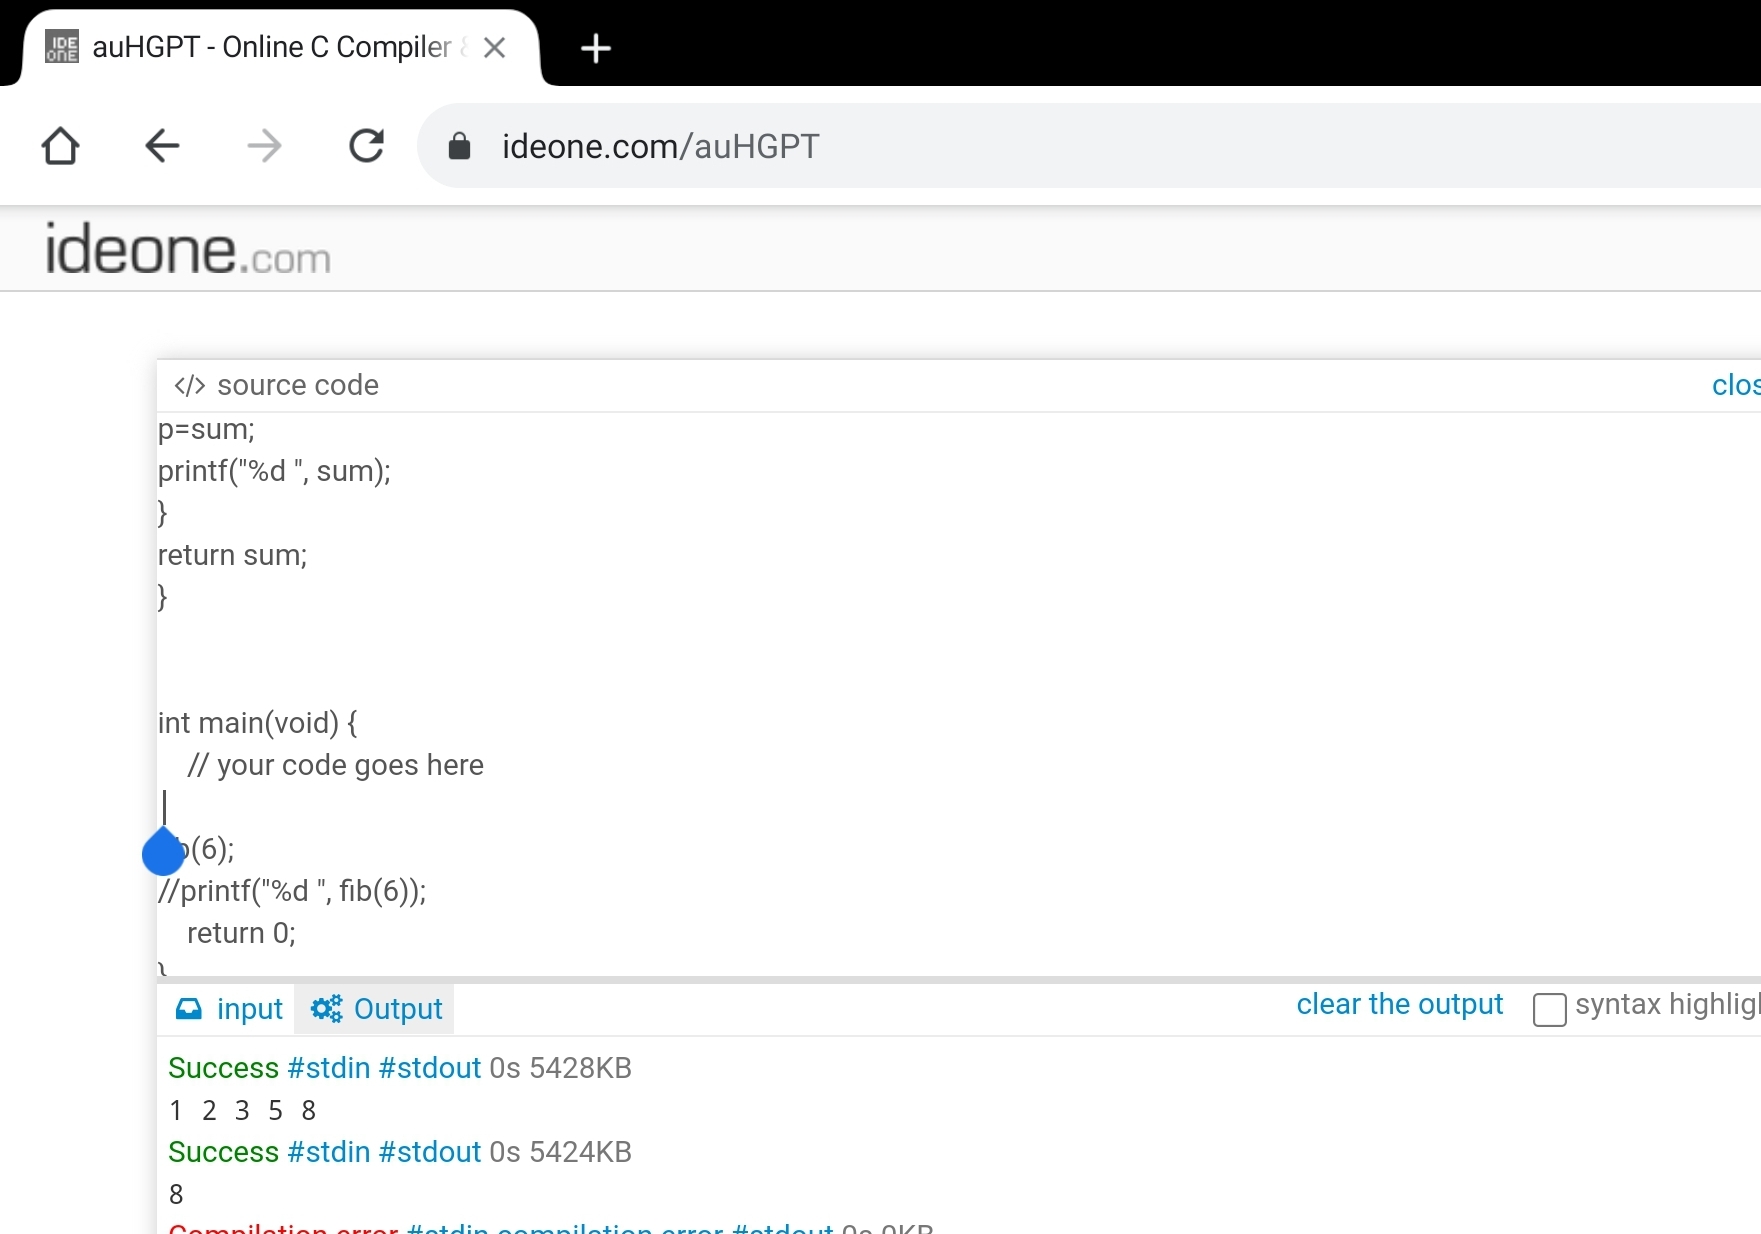 IDE
ONE
auHGPT - Online C Compiler
ideone.com/auHGPT
ideone.com
</> source code
p=sum;
printf("%d ", sum);
}
return sum;
}
int main(void) {
// your code goes here
b(6);
//printf("%d ", fib(6));
return 0;
}
input Output clear the output syntax
Success #stdin #stdout 0s 5428KB
1 2 3 5 8
Success #stdin #stdout 0s 5424KB
8
Compilation error #stdin compilation error #stdout 0s 0KB